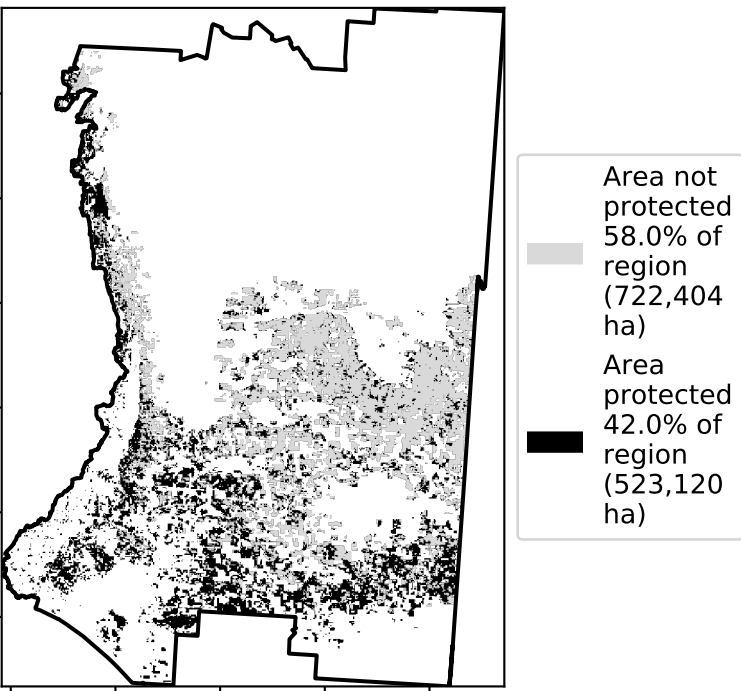 Area not
protected
58.0% of
region
(722,404
ha)
Area
protected
42.0% of
region
(523,120
ha)